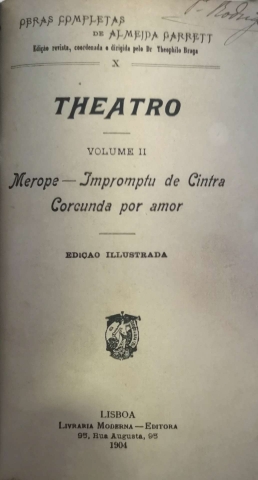 OBRAS COMPLETAS
DE ALMEIDA GARRETT
Edição revista, coordenada e dirigida pelo Dr Theophilo Braga
X
THEATRO
VOLUME II
Merope — Impromptu de Cintra
Corcunda por amor
EDIÇAO ILLUSTRADA
LISBOA
LIVRARIA MODERNA — EDITORA
95, Rua Augusta, 95
1904